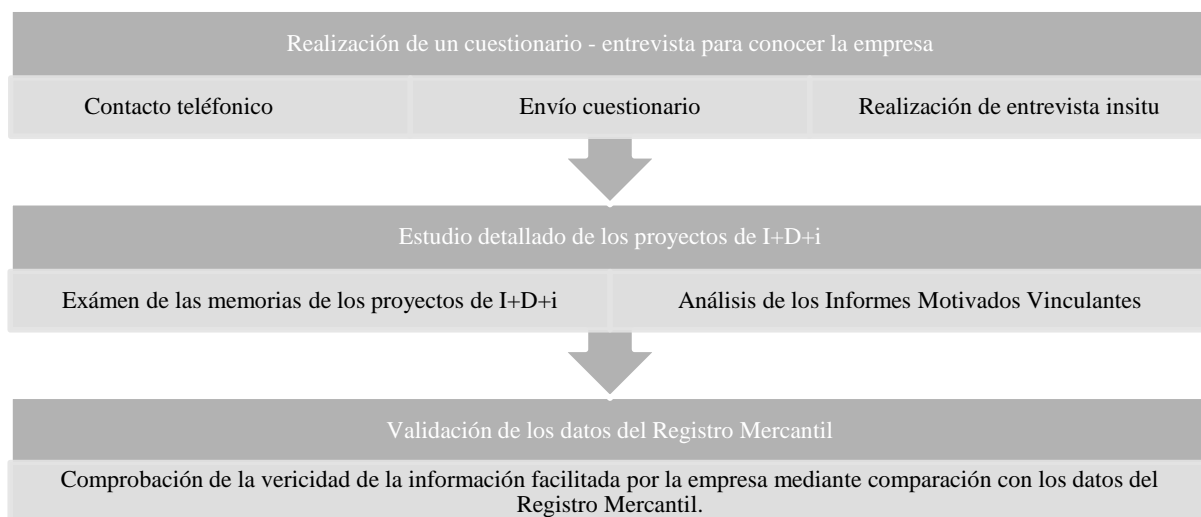 Realización de un cuestionario - entrevista para conocer la empresa
Contacto teléfonico
Envío cuestionario
Realización de entrevista insitu
Estudio detallado de los proyectos de I+D+i
Exámen de las memorias de los proyectos de I+D+i
Análisis de los Informes Motivados Vinculantes
Validación de los datos del Registro Mercantil
Comprobación de la vericidad de la información facilitada por la empresa mediante comparación con los datos del
Registro Mercantil.